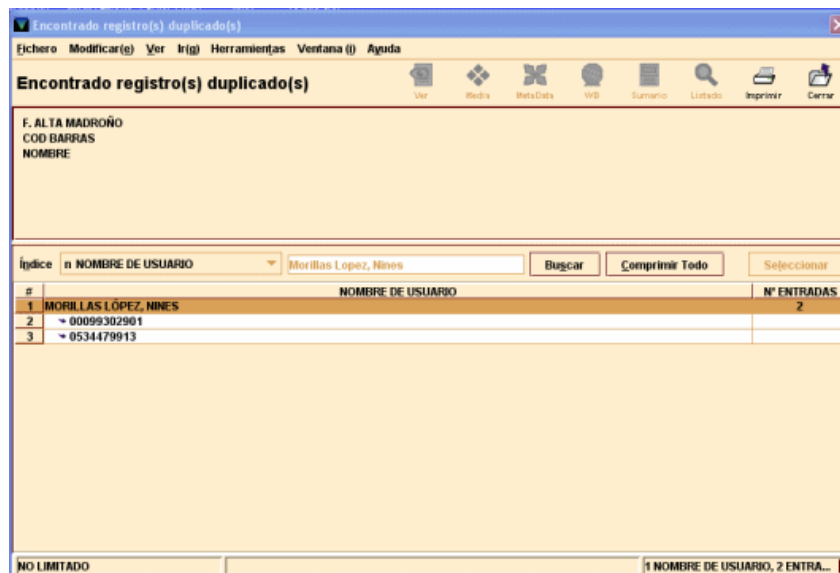 Encontrado registro(s) duplicado(s)
Fichero Modificar(e) Ver Ir(g) Herramientas Ventana (i) Ayuda
Encontrado registro(s) duplicado(s)
Ver Media MetaData WB Sumario Listado Imprimir Cerrar
F. ALTA MADROÑO
COD BARRAS
NOMBRE
Índice n NOMBRE DE USUARIO Morillas Lopez, Nines Buscar Comprimir Todo Seleccionar
# NOMBRE DE USUARIO Nº ENTRADAS
1 MORILLAS LÓPEZ, NINES 2
2 00099302901
3 0534479913
NO LIMITADO 1 NOMBRE DE USUARIO, 2 ENTRA...